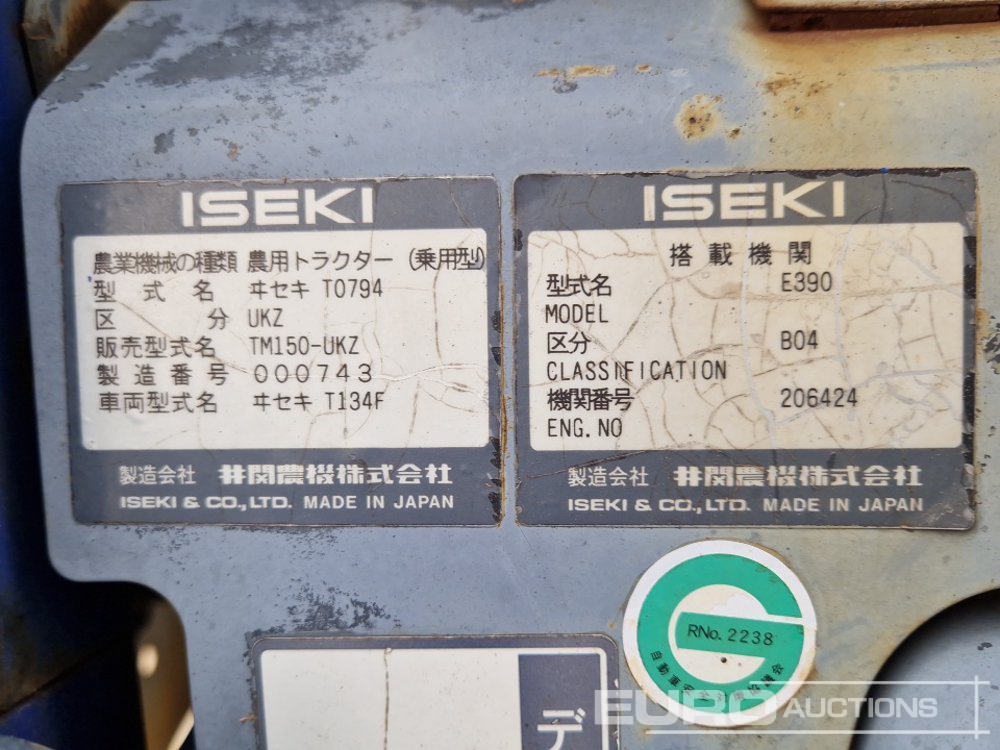 ISEKI
農業機械の種類 農用トラクター (乗用型)
型式名 ヰセキ T0794
区分 UKZ
販売型式名 TM150-UKZ
製造番号 000743
車両型式名 ヰセキ T134F
製造会社 井関農機株式会社
ISEKI & CO.,LTD. MADE IN JAPAN
ISEKI
搭載機関
型式名 E390
MODEL
区分 B04
CLASSIFICATION
機関番号 206424
ENG.NO
製造会社 井関農機株式会社
ISEKI & CO.,LTD. MADE IN JAPAN
RNo. 2238
デ
EURO AUCTIONS